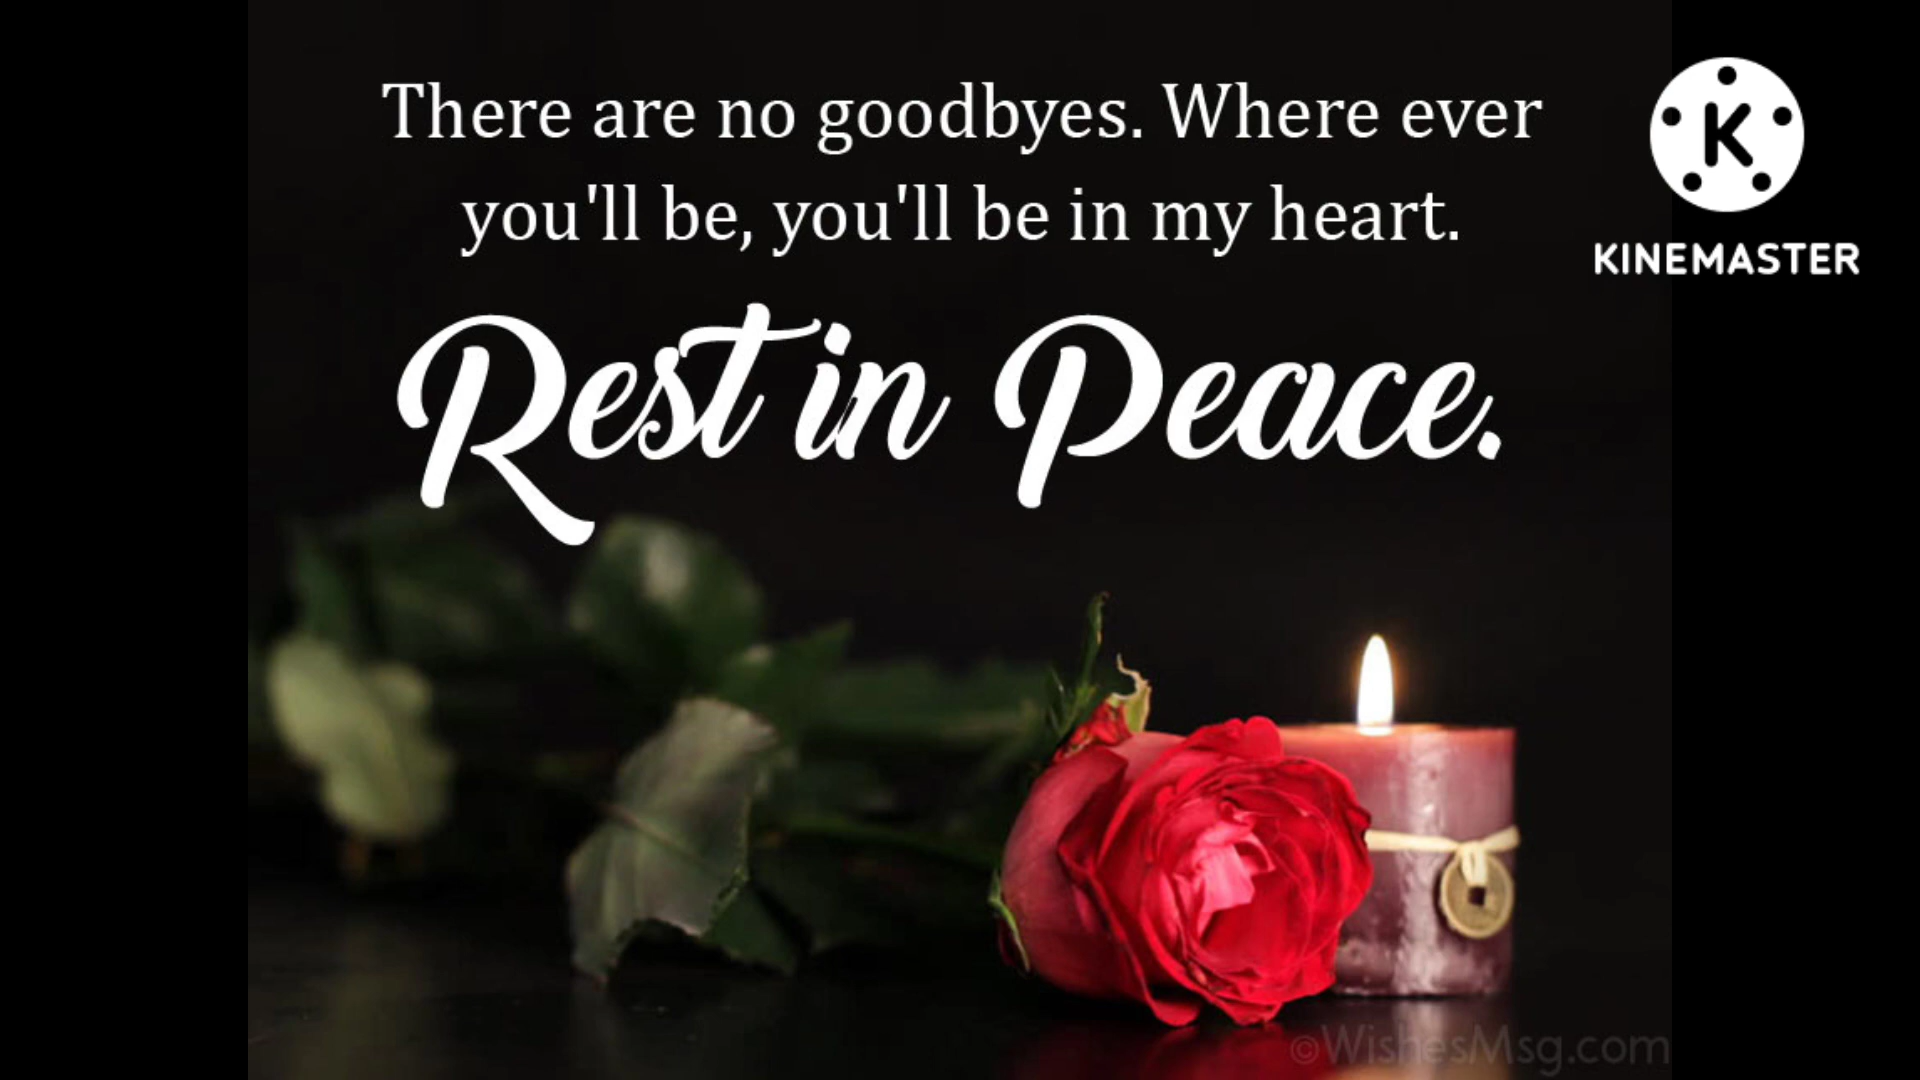 There are no goodbyes. Where ever
you'll be, you'll be in my heart.
Rest in Peace.
K
KINEMASTER
©WishesMsg.com